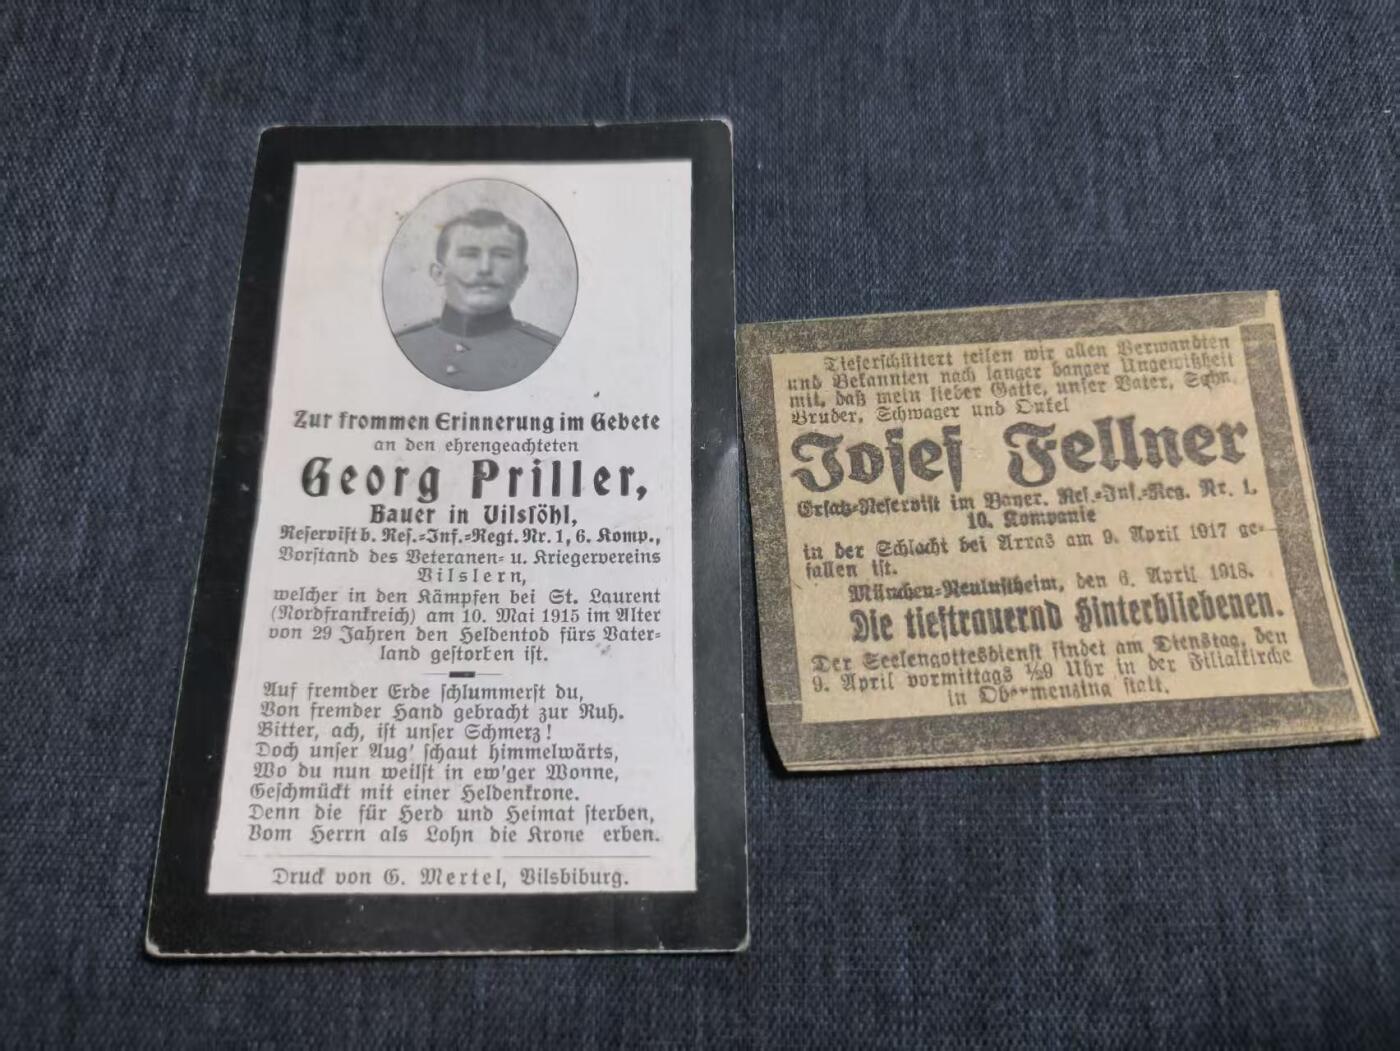 Zur frommen Erinnerung im Gebete
an den ehrengeachteten
Georg Priller,
Bauer in Vilslöhl,
Reservist b. Res.-Inf.-Regt. Nr. 1, 6. Komp.,
Vorstand des Veteranen- u. Kriegervereins
Vilslern,
welcher in den Kämpfen bei St. Laurent
(Nordfrankreich) am 10. Mai 1915 im Alter
von 29 Jahren den Heldentod fürs Vater-
land gestorben ist.
Auf fremder Erde schlummerst du,
Von fremder Hand gebracht zur Ruh.
Bitter, ach, ist unser Schmerz!
Doch unser Aug' schaut himmelwärts,
Wo du nun weilst in ew'ger Wonne,
Geschmückt mit einer Heldenkrone.
Denn die für Herd und Heimat sterben,
Vom Herrn als Lohn die Krone erben.
Druck von G. Mertel, Vilsbiburg.
Tieferschüttert teilen wir allen Verwandten
und Bekannten nach langer banger Ungewißheit
mit, daß mein lieber Gatte, unser Vater, Sohn,
Bruder, Schwager und Onkel
Josef Fellner
Ersatz-Reservist im Bayer. Res.-Inf.-Reg. Nr. 1,
10. Kompanie
in der Schlacht bei Arras am 9. April 1917 ge-
fallen ist.
München-Neulustheim, den 6. April 1918.
Die tieftrauernd Hinterbliebenen.
Der Seelengottesdienst findet am Dienstag, den
9. April vormittags ½9 Uhr in der Filialkirche
in Obermenzing statt.